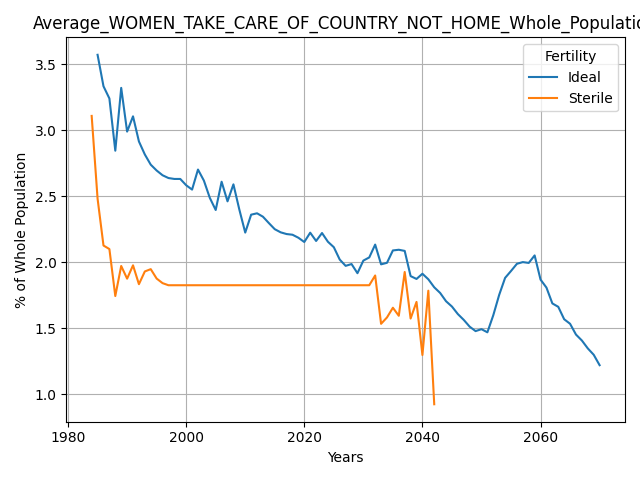 Average_WOMEN_TAKE_CARE_OF_COUNTRY_NOT_HOME_Whole_Populatio
Fertility
Ideal
Sterile
% of Whole Population
3.5
3.0
2.5
2.0
1.5
1.0
1980
2000
2020
2040
2060
Years